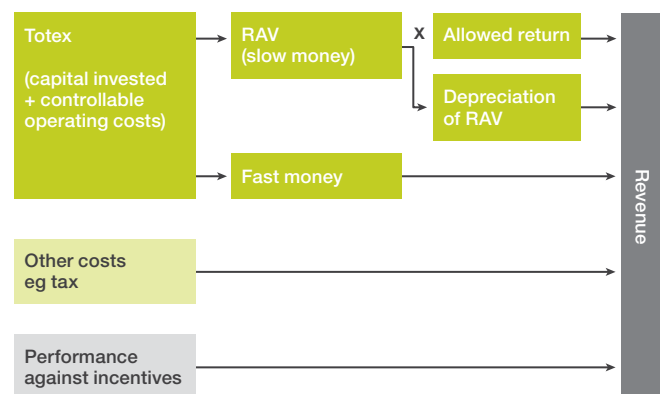 Totex
(capital invested
+ controllable
operating costs)
RAV
(slow money)
x
Allowed return
Depreciation
of RAV
Fast money
Other costs
eg tax
Performance
against incentives
Revenue